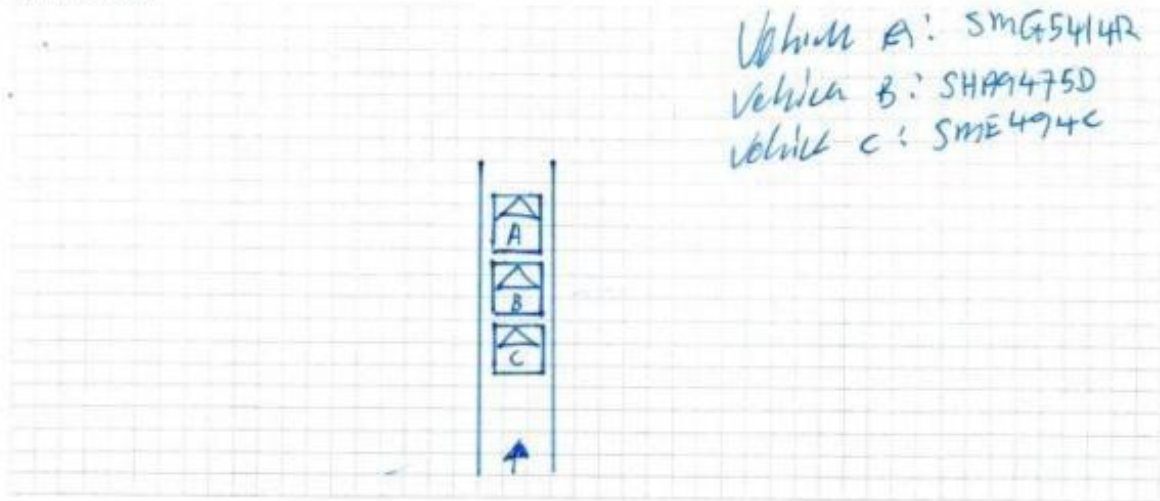 Vehicle A: SMG5414R
Vehicle B: SHA9475D
Vehicle C: SME494C
A
B
C